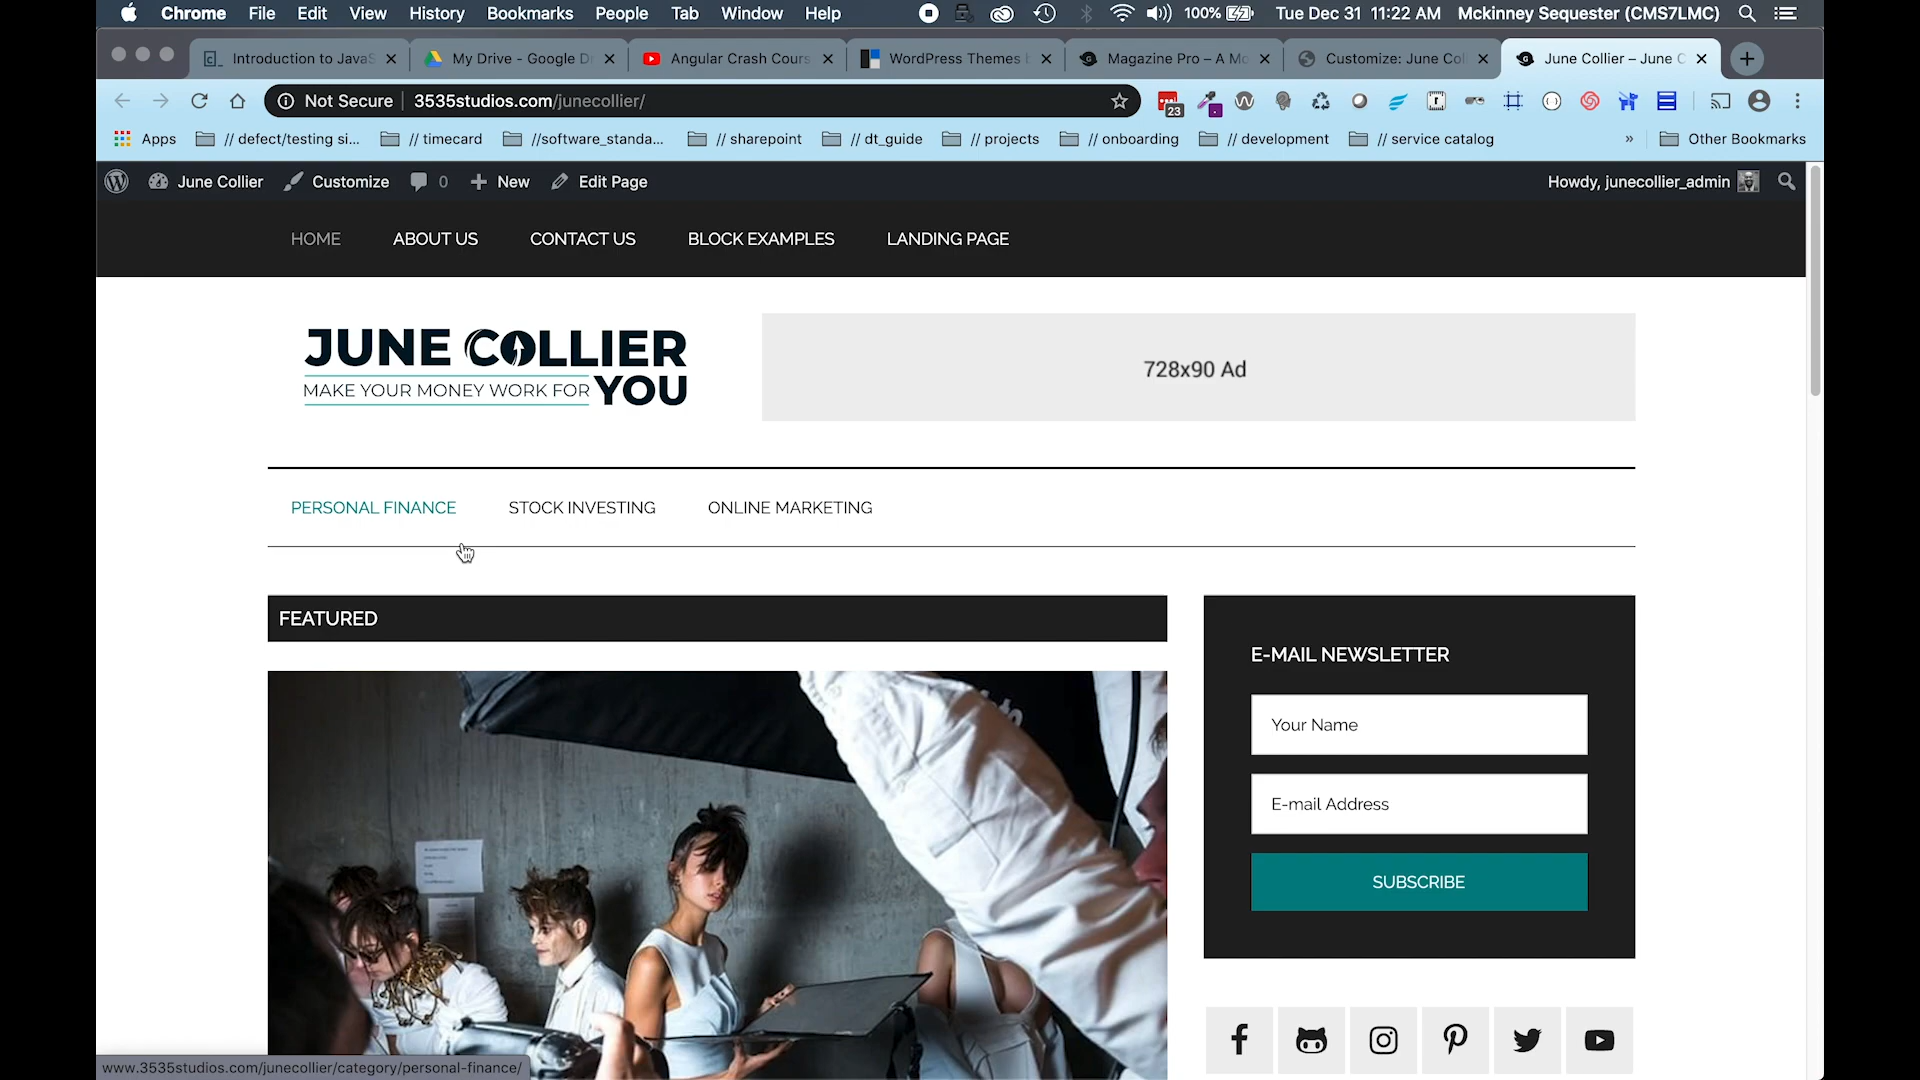 Chrome File Edit View History Bookmarks People Tab Window Help 100% Tue Dec 31 11:22 AM Mckinney Sequester (CMS7LMC)
Introduction to JavaS My Drive - Google Dr Angular Crash Cours WordPress Themes Magazine Pro – A Mo Customize: June Col June Collier – June C
Not Secure 3535studios.com/junecollier/ 23
Apps // defect/testing si... // timecard //software_standa... // sharepoint // dt_guide // projects // onboarding // development // service catalog » Other Bookmarks
June Collier Customize 0 New Edit Page Howdy, junecollier_admin
HOME ABOUT US CONTACT US BLOCK EXAMPLES LANDING PAGE
JUNE COLLIER
MAKE YOUR MONEY WORK FOR YOU
728x90 Ad
PERSONAL FINANCE STOCK INVESTING ONLINE MARKETING
FEATURED
E-MAIL NEWSLETTER
Your Name
E-mail Address
SUBSCRIBE
www.3535studios.com/junecollier/category/personal-finance/